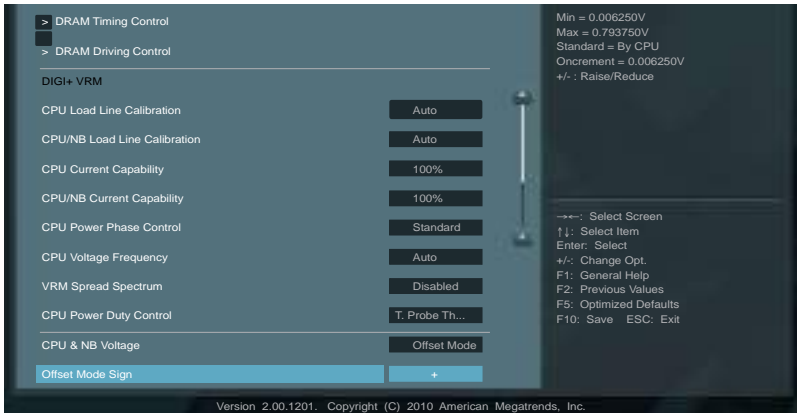 > DRAM Timing Control
> DRAM Driving Control
DIGI+ VRM
CPU Load Line Calibration Auto
CPU/NB Load Line Calibration Auto
CPU Current Capability 100%
CPU/NB Current Capability 100%
CPU Power Phase Control Standard
CPU Voltage Frequency Auto
VRM Spread Spectrum Disabled
CPU Power Duty Control T. Probe Th...
CPU & NB Voltage Offset Mode
Offset Mode Sign +
Min = 0.006250V
Max = 0.793750V
Standard = By CPU
Oncrement = 0.006250V
+/- : Raise/Reduce
→←: Select Screen
↑↓: Select Item
Enter: Select
+/-: Change Opt.
F1: General Help
F2: Previous Values
F5: Optimized Defaults
F10: Save ESC: Exit
Version 2.00.1201. Copyright (C) 2010 American Megatrends, Inc.